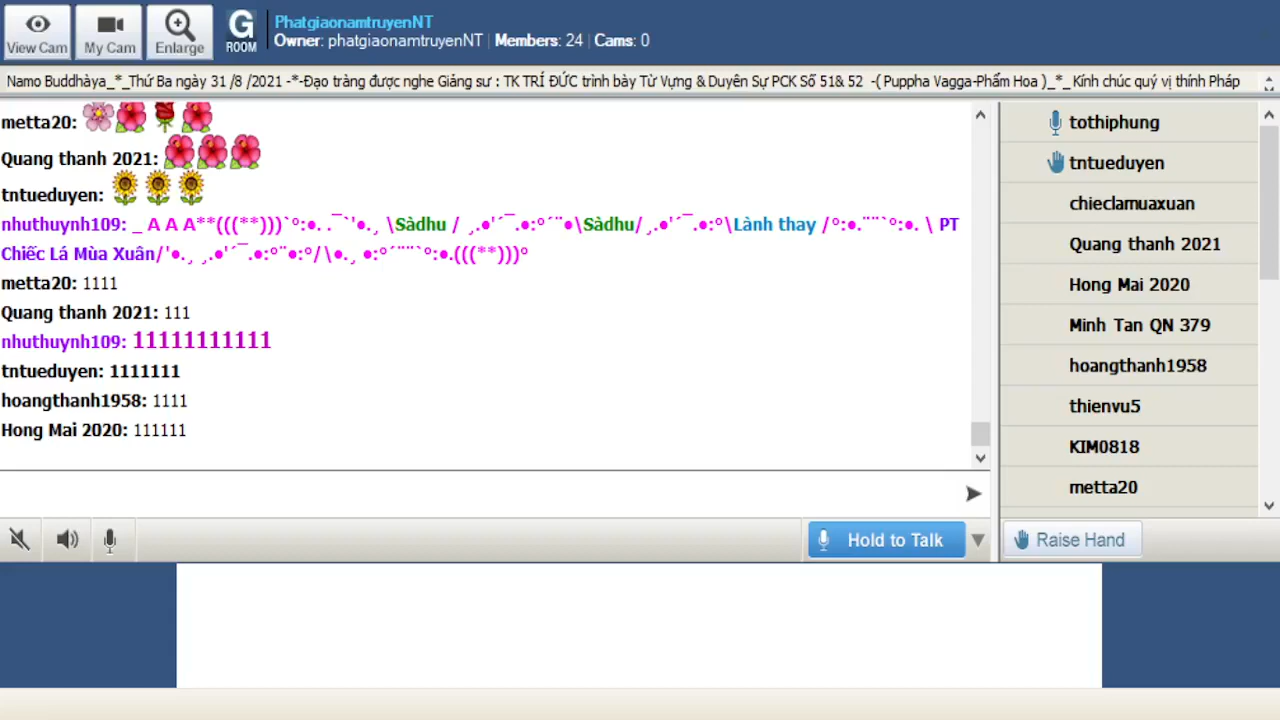 View Cam
My Cam
Enlarge
G
ROOM
PhatgiaonamtruyenNT
Owner: phatgiaonamtruyenNT | Members: 24 | Cams: 0
Namo Buddhàya_*_Thứ Ba ngày 31 /8 /2021 -*-Đạo tràng được nghe Giảng sư : TK TRÍ ĐỨC trình bày Từ Vựng & Duyên Sự PCK Số 51& 52 -( Puppha Vagga-Phẩm Hoa )_*_ Kính chúc quý vị thính Pháp
metta20:
Quang thanh 2021:
tntueduyen:
nhuthuynh109: _ A A A**(((**)))`°:●. .¯`'●.¸ \Sàdhu / ¸.●'´¯.●:°´¨●\Sàdhu/¸.●'´¯.●:°\Lành thay /°:●.¨¨`°:●. \ PT
Chiếc Lá Mùa Xuân/'●.¸ ¸.●'´¯.●:°¨●:°/\●.¸ ●:°´¨¨`°:●.(((**)))°
metta20: 1111
Quang thanh 2021: 111
nhuthuynh109: 11111111111
tntueduyen: 1111111
hoangthanh1958: 1111
Hong Mai 2020: 111111
tothiphung
tntueduyen
chieclamuaxuan
Quang thanh 2021
Hong Mai 2020
Minh Tan QN 379
hoangthanh1958
thienvu5
KIM0818
metta20
Hold to Talk
Raise Hand